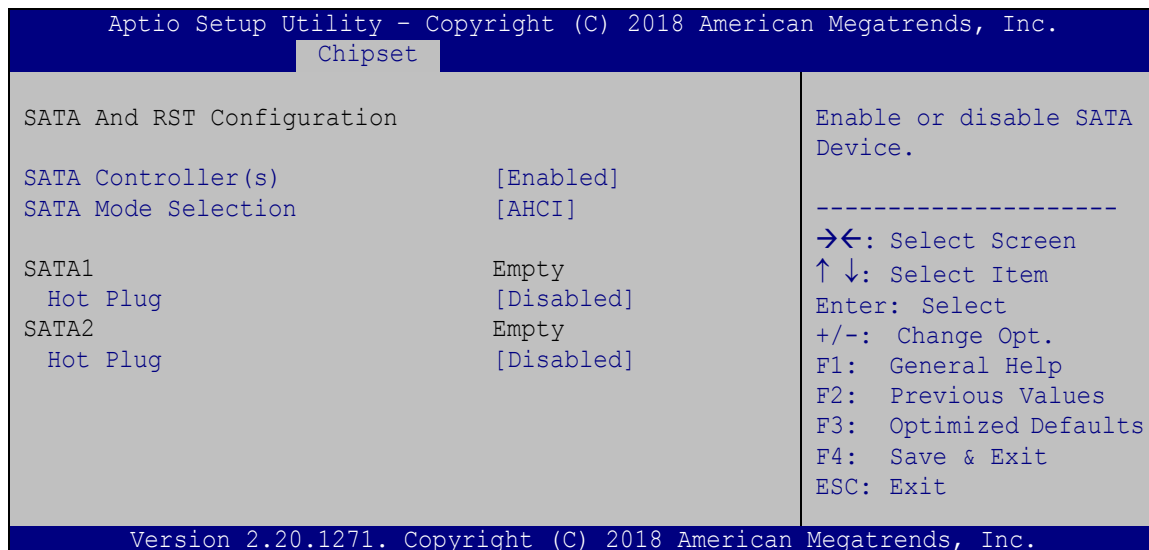 Aptio Setup Utility – Copyright (C) 2018 American Megatrends, Inc.
Chipset
SATA And RST Configuration
SATA Controller(s) [Enabled]
SATA Mode Selection [AHCI]
SATA1 Empty
Hot Plug [Disabled]
SATA2 Empty
Hot Plug [Disabled]
Enable or disable SATA
Device.
---------------------
→←: Select Screen
↑ ↓: Select Item
Enter: Select
+/-: Change Opt.
F1: General Help
F2: Previous Values
F3: Optimized Defaults
F4: Save & Exit
ESC: Exit
Version 2.20.1271. Copyright (C) 2018 American Megatrends, Inc.